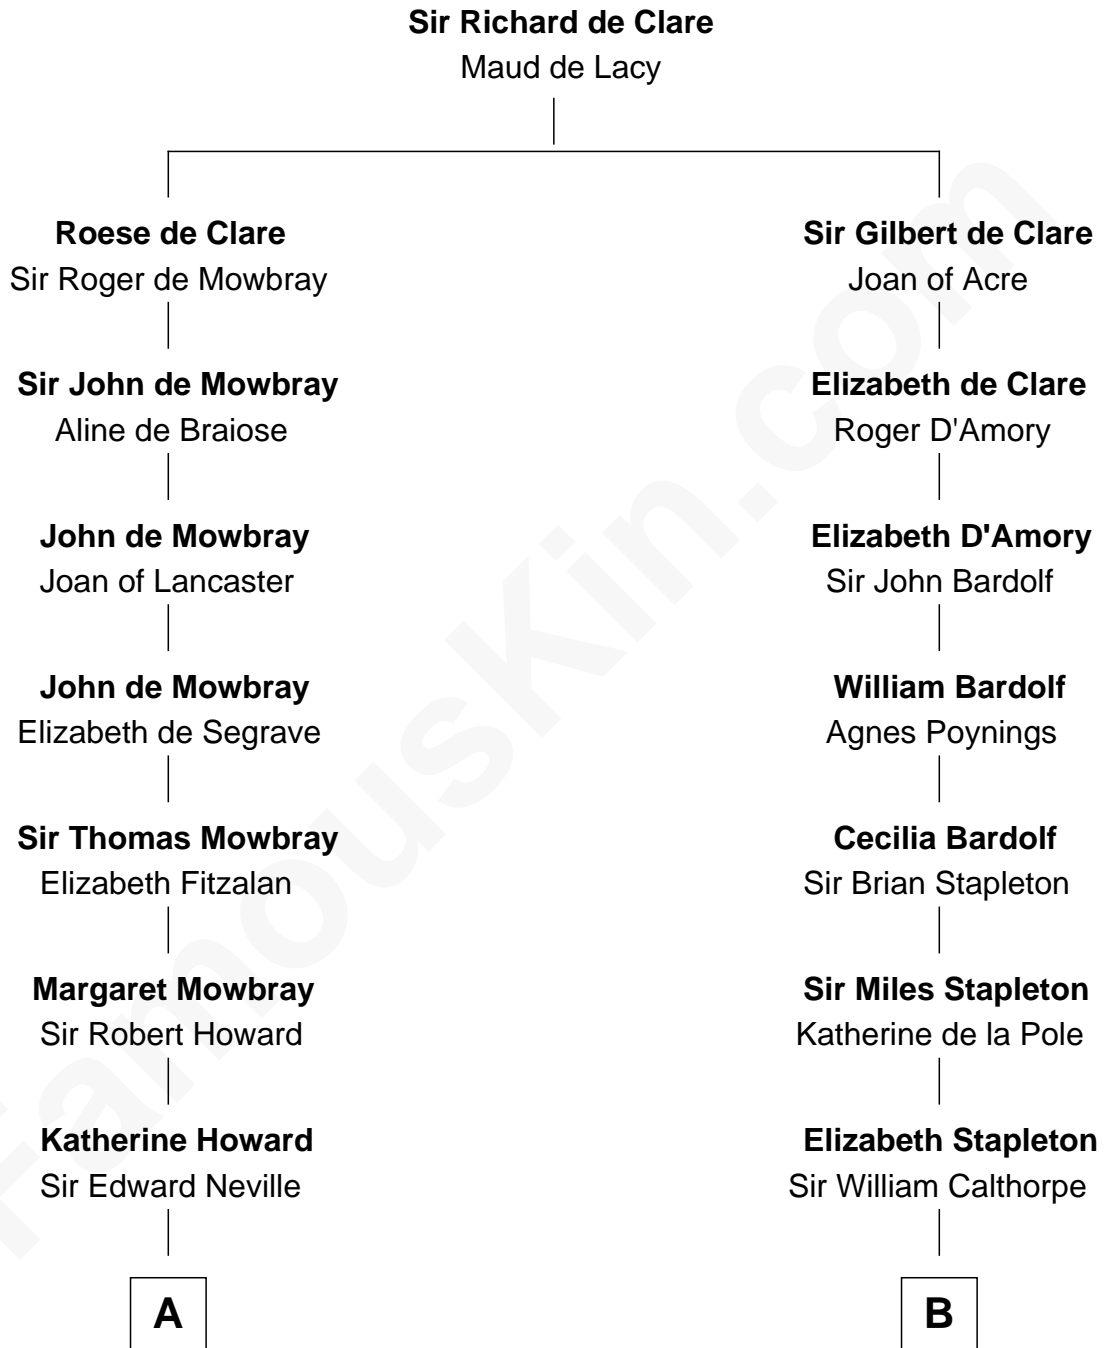 Sir Richard de Clare
Maud de Lacy
Roese de Clare
Sir Roger de Mowbray
Sir Gilbert de Clare
Joan of Acre
Sir John de Mowbray
Aline de Braiose
Elizabeth de Clare
Roger D'Amory
John de Mowbray
Joan of Lancaster
Elizabeth D'Amory
Sir John Bardolf
John de Mowbray
Elizabeth de Segrave
William Bardolf
Agnes Poynings
Sir Thomas Mowbray
Elizabeth Fitzalan
Cecilia Bardolf
Sir Brian Stapleton
Margaret Mowbray
Sir Robert Howard
Sir Miles Stapleton
Katherine de la Pole
Katherine Howard
Sir Edward Neville
Elizabeth Stapleton
Sir William Calthorpe
A
B
FamousKin.com